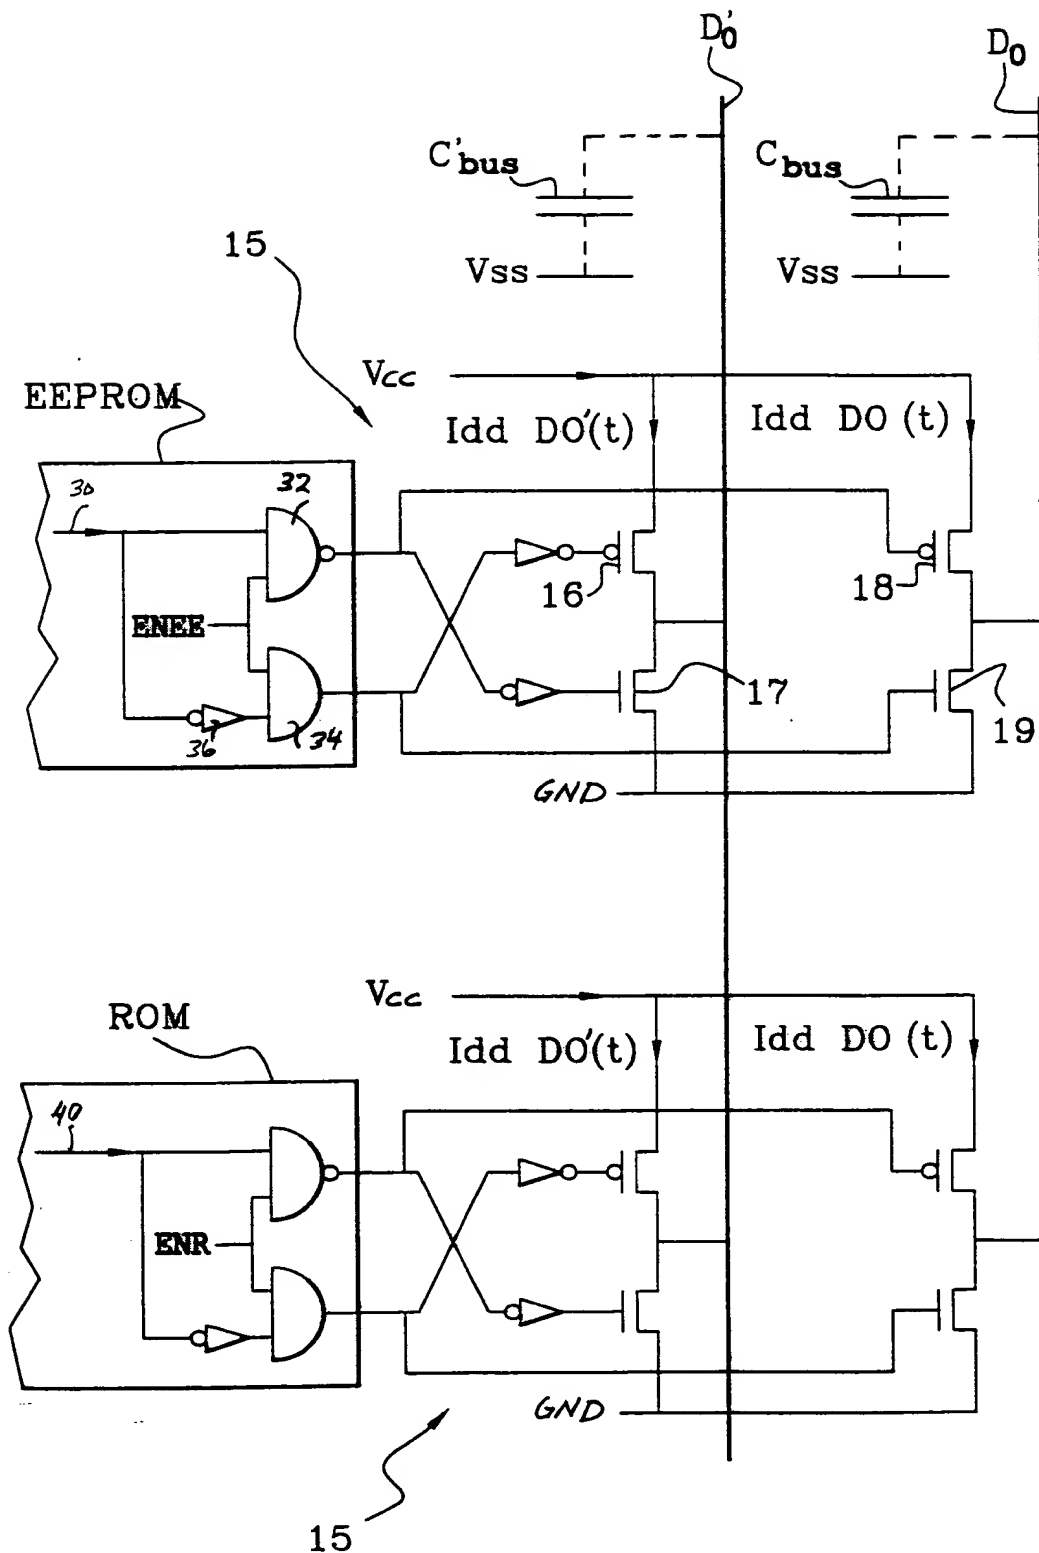 D'0
D0
C'bus
Cbus
15
Vss
Vss
Vcc
EEPROM
Idd DO'(t)
Idd DO (t)
30
32
16
18
ENEE
17
36
34
19
GND
Vcc
ROM
Idd DO'(t)
Idd DO (t)
40
ENR
GND
15